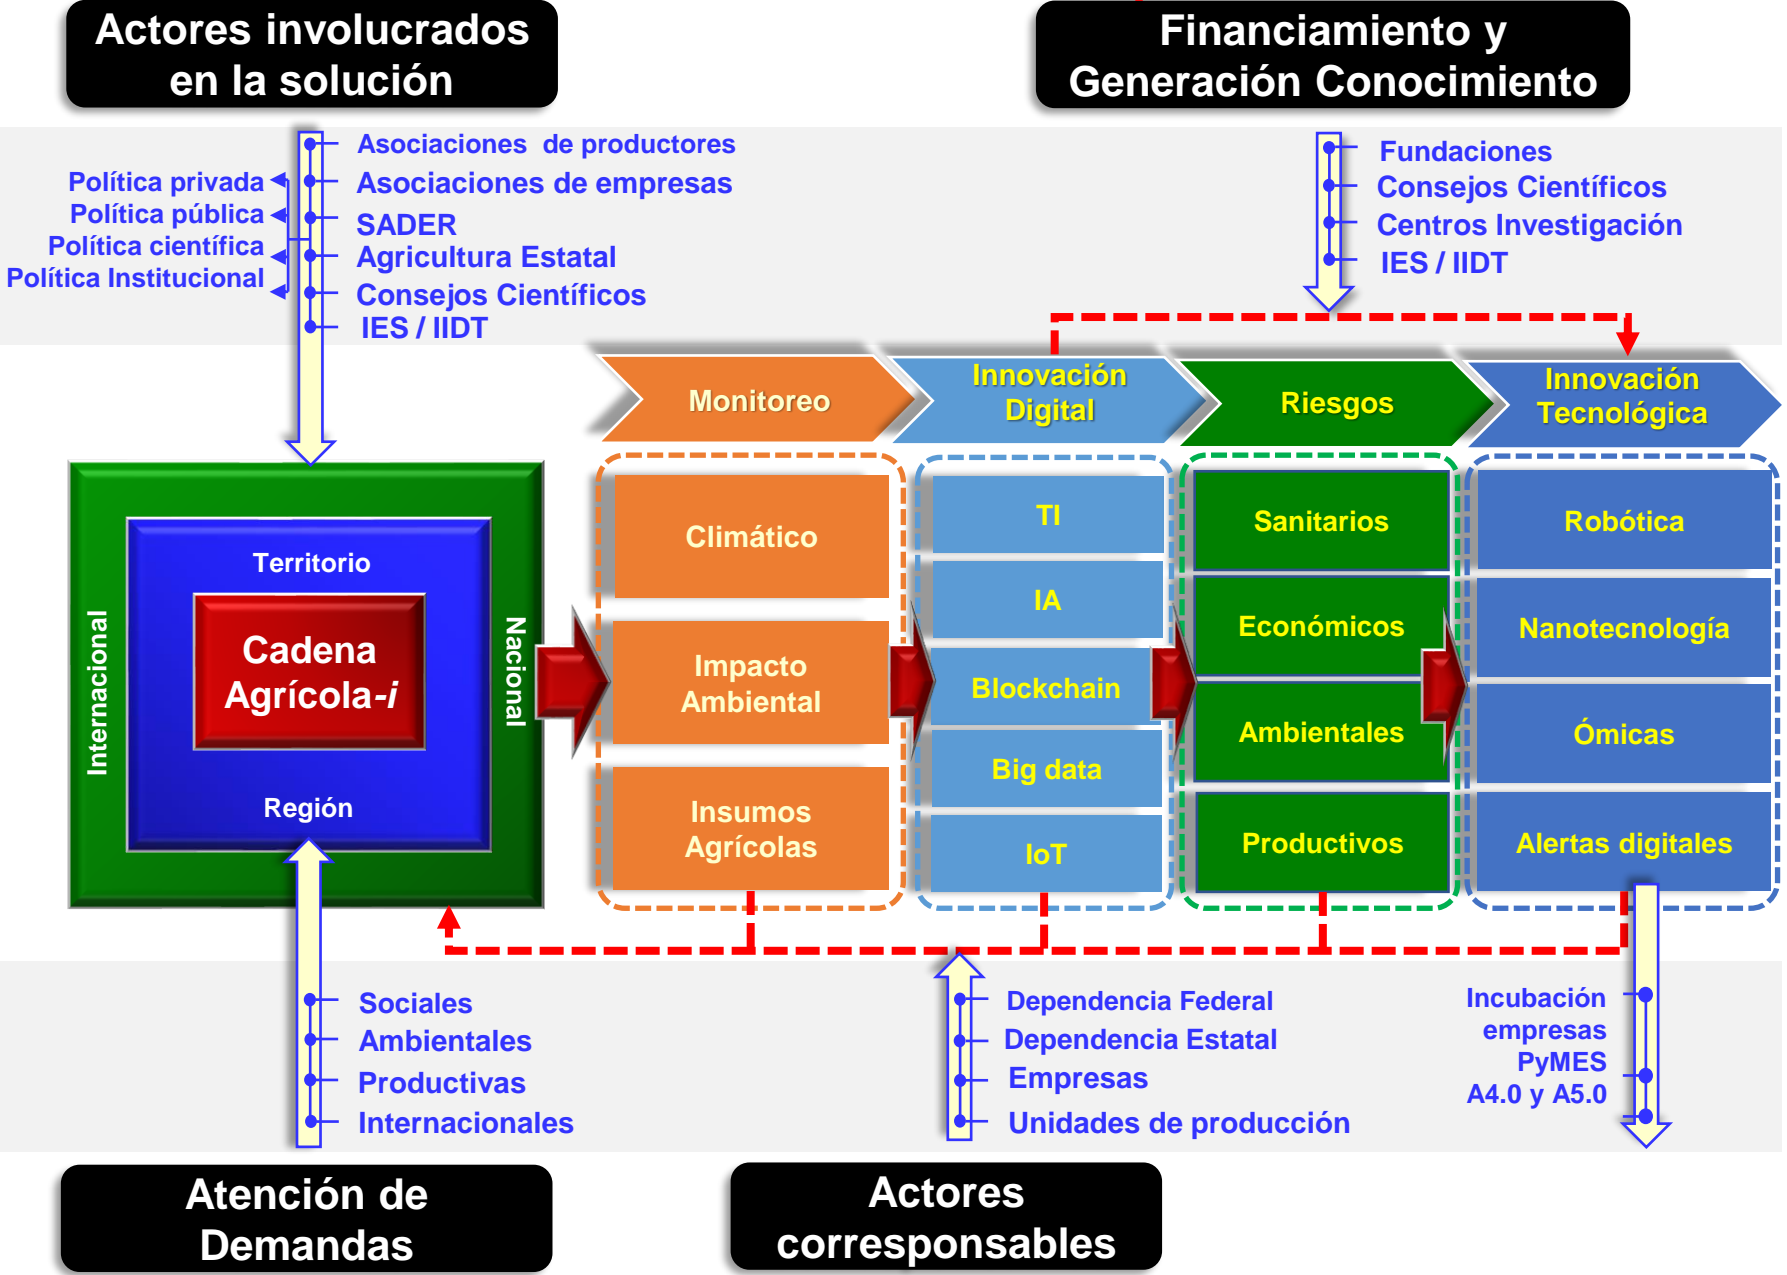 Actores involucrados
en la solución
Financiamiento y
Generación Conocimiento
Asociaciones de productores
Asociaciones de empresas
SADER
Agricultura Estatal
Consejos Científicos
IES / IIDT
Política privada
Política pública
Política científica
Política Institucional
Fundaciones
Consejos Científicos
Centros Investigación
IES / IIDT
Monitoreo
Innovación
Digital
Riesgos
Innovación
Tecnológica
Internacional
Territorio
Cadena
Agrícola-i
Región
Nacional
Climático
Impacto
Ambiental
Insumos
Agrícolas
TI
IA
Blockchain
Big data
IoT
Sanitarios
Económicos
Ambientales
Productivos
Robótica
Nanotecnología
Ómicas
Alertas digitales
Sociales
Ambientales
Productivas
Internacionales
Dependencia Federal
Dependencia Estatal
Empresas
Unidades de producción
Incubación
empresas
PyMES
A4.0 y A5.0
Atención de
Demandas
Actores
corresponsables